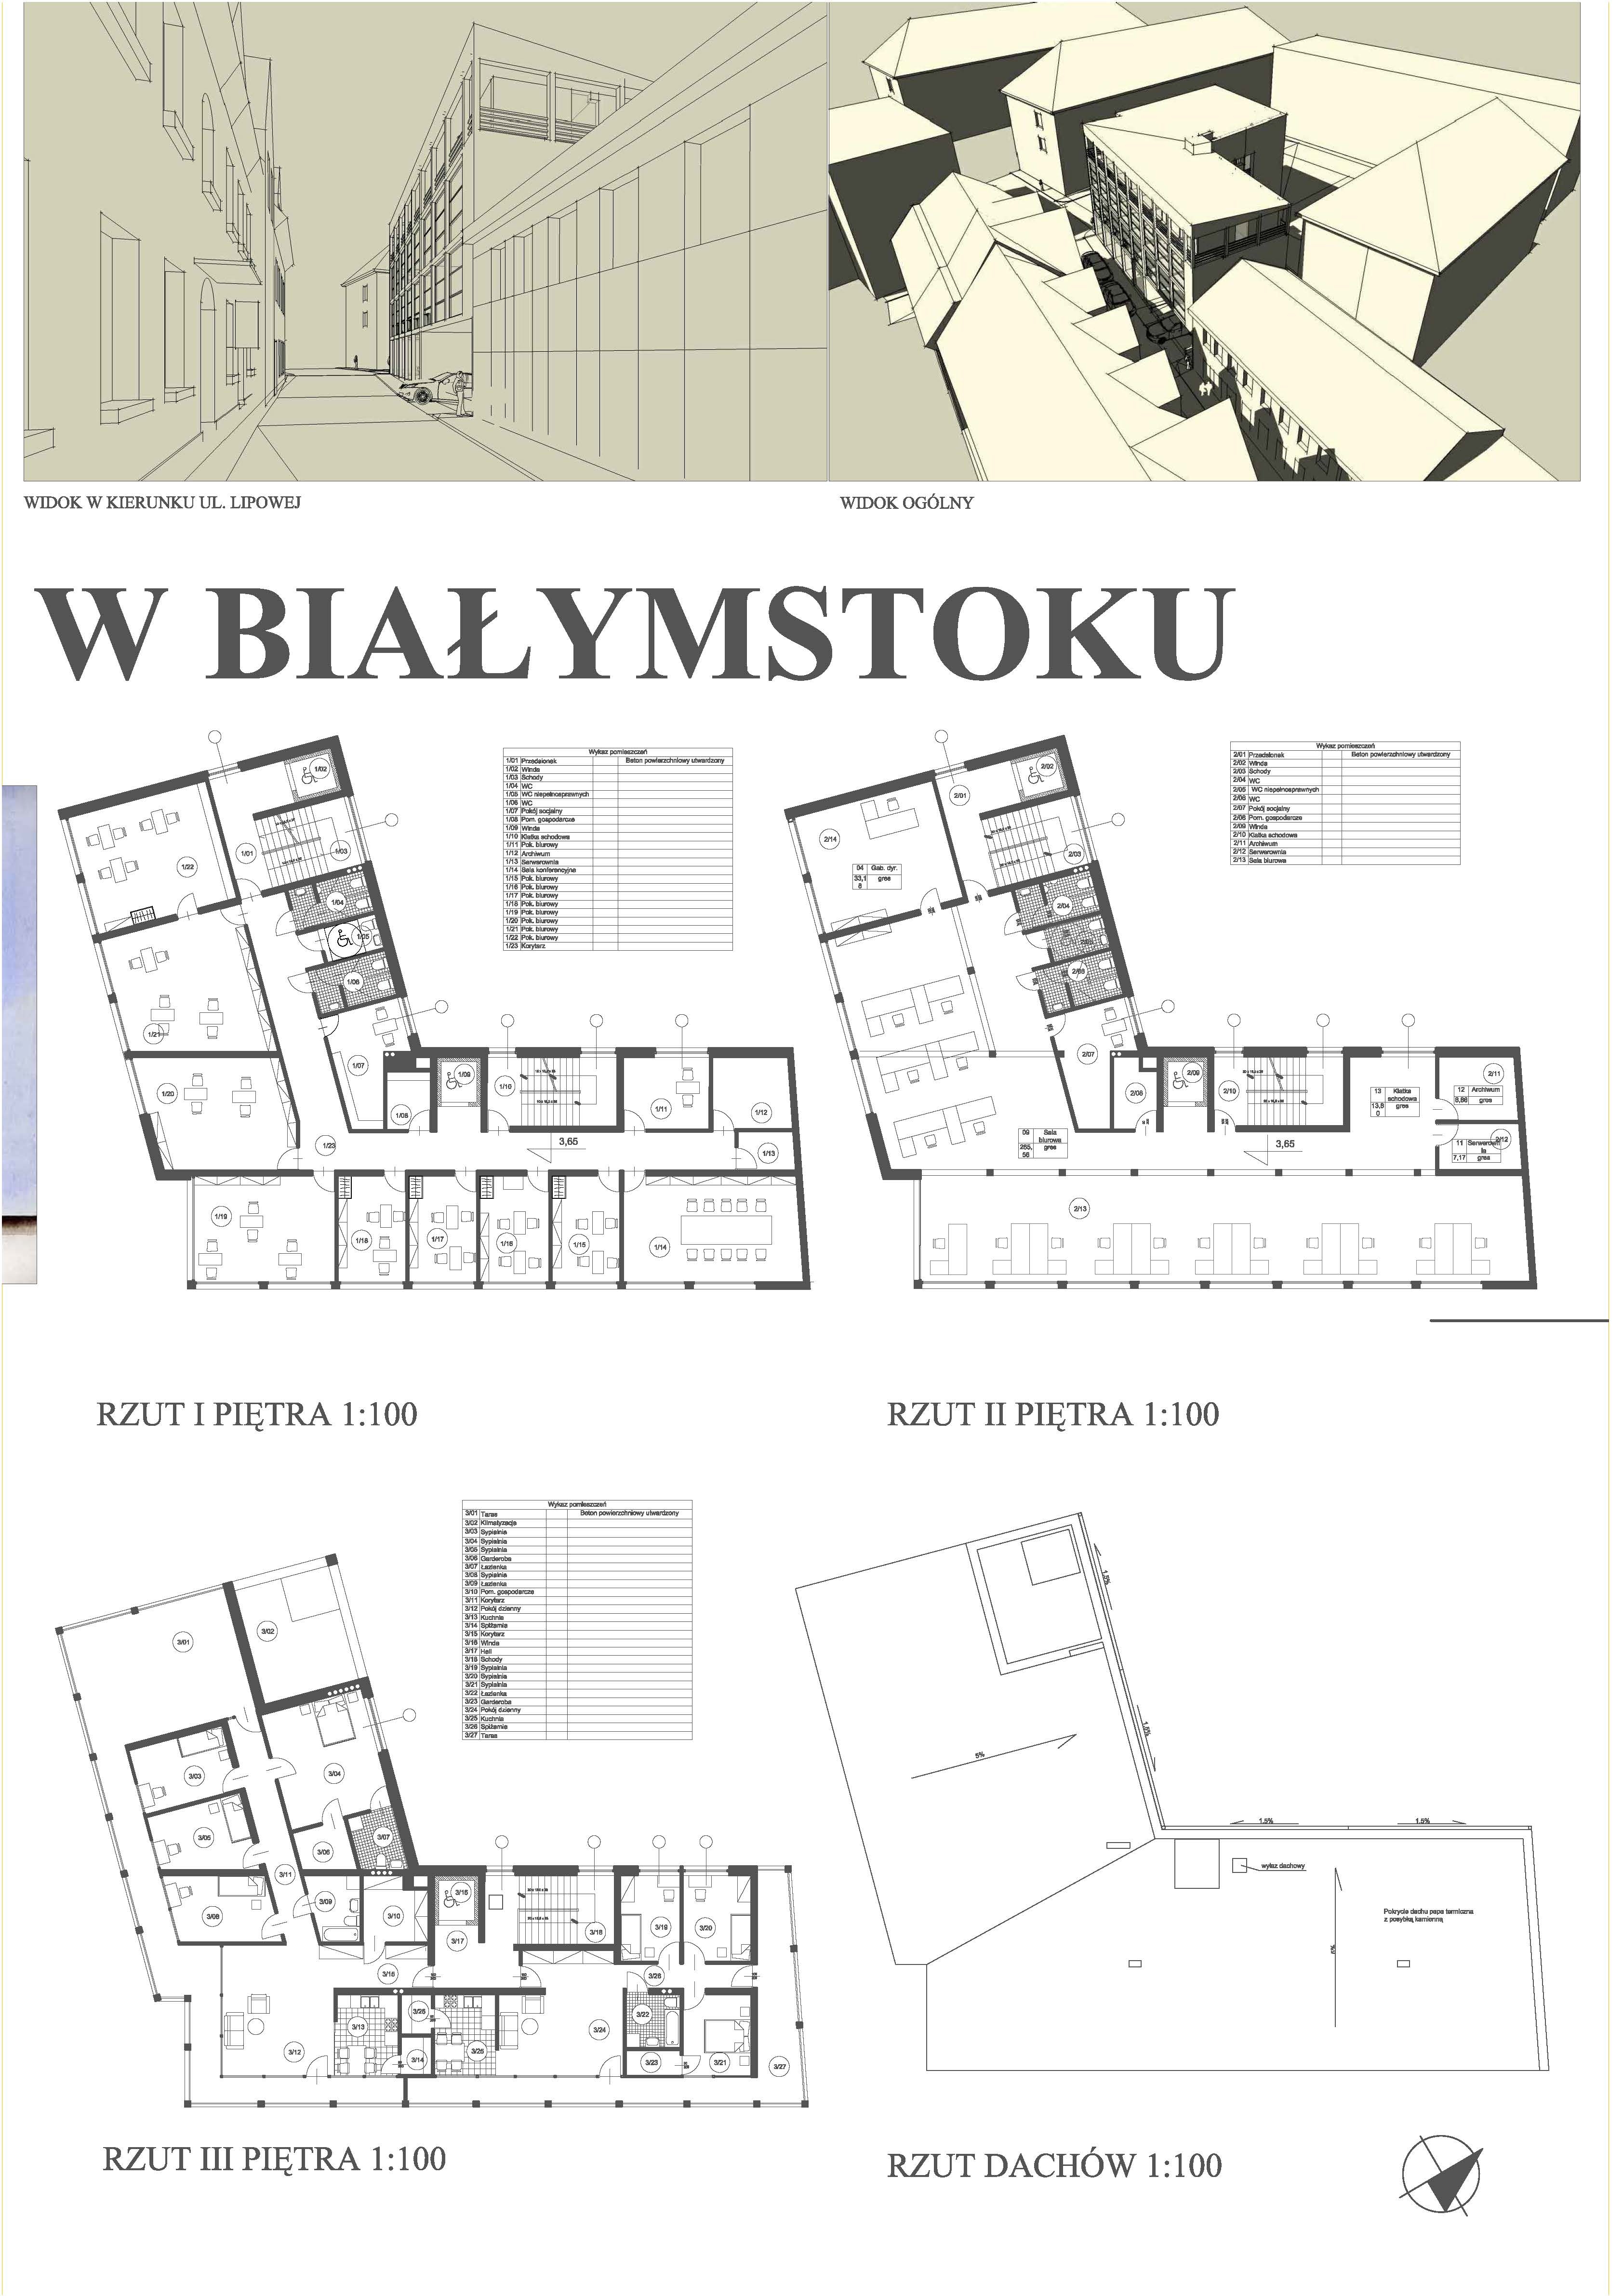 WIDOK W KIERUNKU UL. LIPOWEJ
WIDOK OGÓLNY
W BIAŁYMSTOKU
Wykaz pomieszczeń
1/01 Przedsionek Beton powierzchniowy utwardzony
1/02 Winda
1/03 Schody
1/04 WC
1/05 WC niepełnosprawnych
1/06 WC
1/07 Pokój socjalny
1/08 Pom. gospodarcze
1/09 Winda
1/10 Klatka schodowa
1/11 Pok. biurowy
1/12 Archiwum
1/13 Serwerownia
1/14 Sala konferencyjna
1/15 Pok. biurowy
1/16 Pok. biurowy
1/17 Pok. biurowy
1/18 Pok. biurowy
1/19 Pok. biurowy
1/20 Pok. biurowy
1/21 Pok. biurowy
1/22 Pok. biurowy
1/23 Korytarz
1/02
1/01
1/03
1/22
1/04
1/05
1/06
1/21
1/07
1/09
1/10
1/20
1/08
1/11
1/12
1/23
3,65
1/13
1/19
1/18
1/17
1/16
1/15
1/14
RZUT I PIĘTRA 1:100
Wykaz pomieszczeń
2/01 Przedsionek Beton powierzchniowy utwardzony
2/02 Winda
2/03 Schody
2/04 WC
2/05 WC niepełnosprawnych
2/06 WC
2/07 Pokój socjalny
2/08 Pom. gospodarcze
2/09 Winda
2/10 Klatka schodowa
2/11 Archiwum
2/12 Serwerownia
2/13 Sala biurowa
2/02
2/01
2/14
2/03
04 Gab. dyr.
33,1
8 gres
2/04
2/07
2/09
2/10
2/08
13 Klatka
schodowa
13,8
0 gres
2/11
12 Archiwum
8,86 gres
09 Sala
biurowa
265,
56 gres
3,65
2/12
11
7,17 gres
2/13
RZUT II PIĘTRA 1:100
Wykaz pomieszczeń
3/01 Taras Beton powierzchniowy utwardzony
3/02 Klimatyzacja
3/03 Sypialnia
3/04 Sypialnia
3/05 Sypialnia
3/06 Garderoba
3/07 Łazienka
3/08 Sypialnia
3/09 Łazienka
3/10 Pom. gospodarcze
3/11 Korytarz
3/12 Pokój dzienny
3/13 Kuchnia
3/14 Spiżarnia
3/15 Korytarz
3/16 Winda
3/17 Hall
3/18 Schody
3/19 Sypialnia
3/20 Sypialnia
3/21 Sypialnia
3/22 Łazienka
3/23 Garderoba
3/24 Pokój dzienny
3/25 Kuchnia
3/26 Spiżarnia
3/27 Taras
3/01
3/02
3/03
3/04
3/05
3/06
3/07
3/11
3/08
3/09
3/10
3/17
3/18
3/19
3/20
3/13
3/22
3/24
3/12
3/14
3/23
3/21
3/27
RZUT III PIĘTRA 1:100
1,5%
1,5%
5%
1,5%
1,5%
wyłaz dachowy
Pokrycie dachu papa termiczna
z posybką kamienną
5%
RZUT DACHÓW 1:100